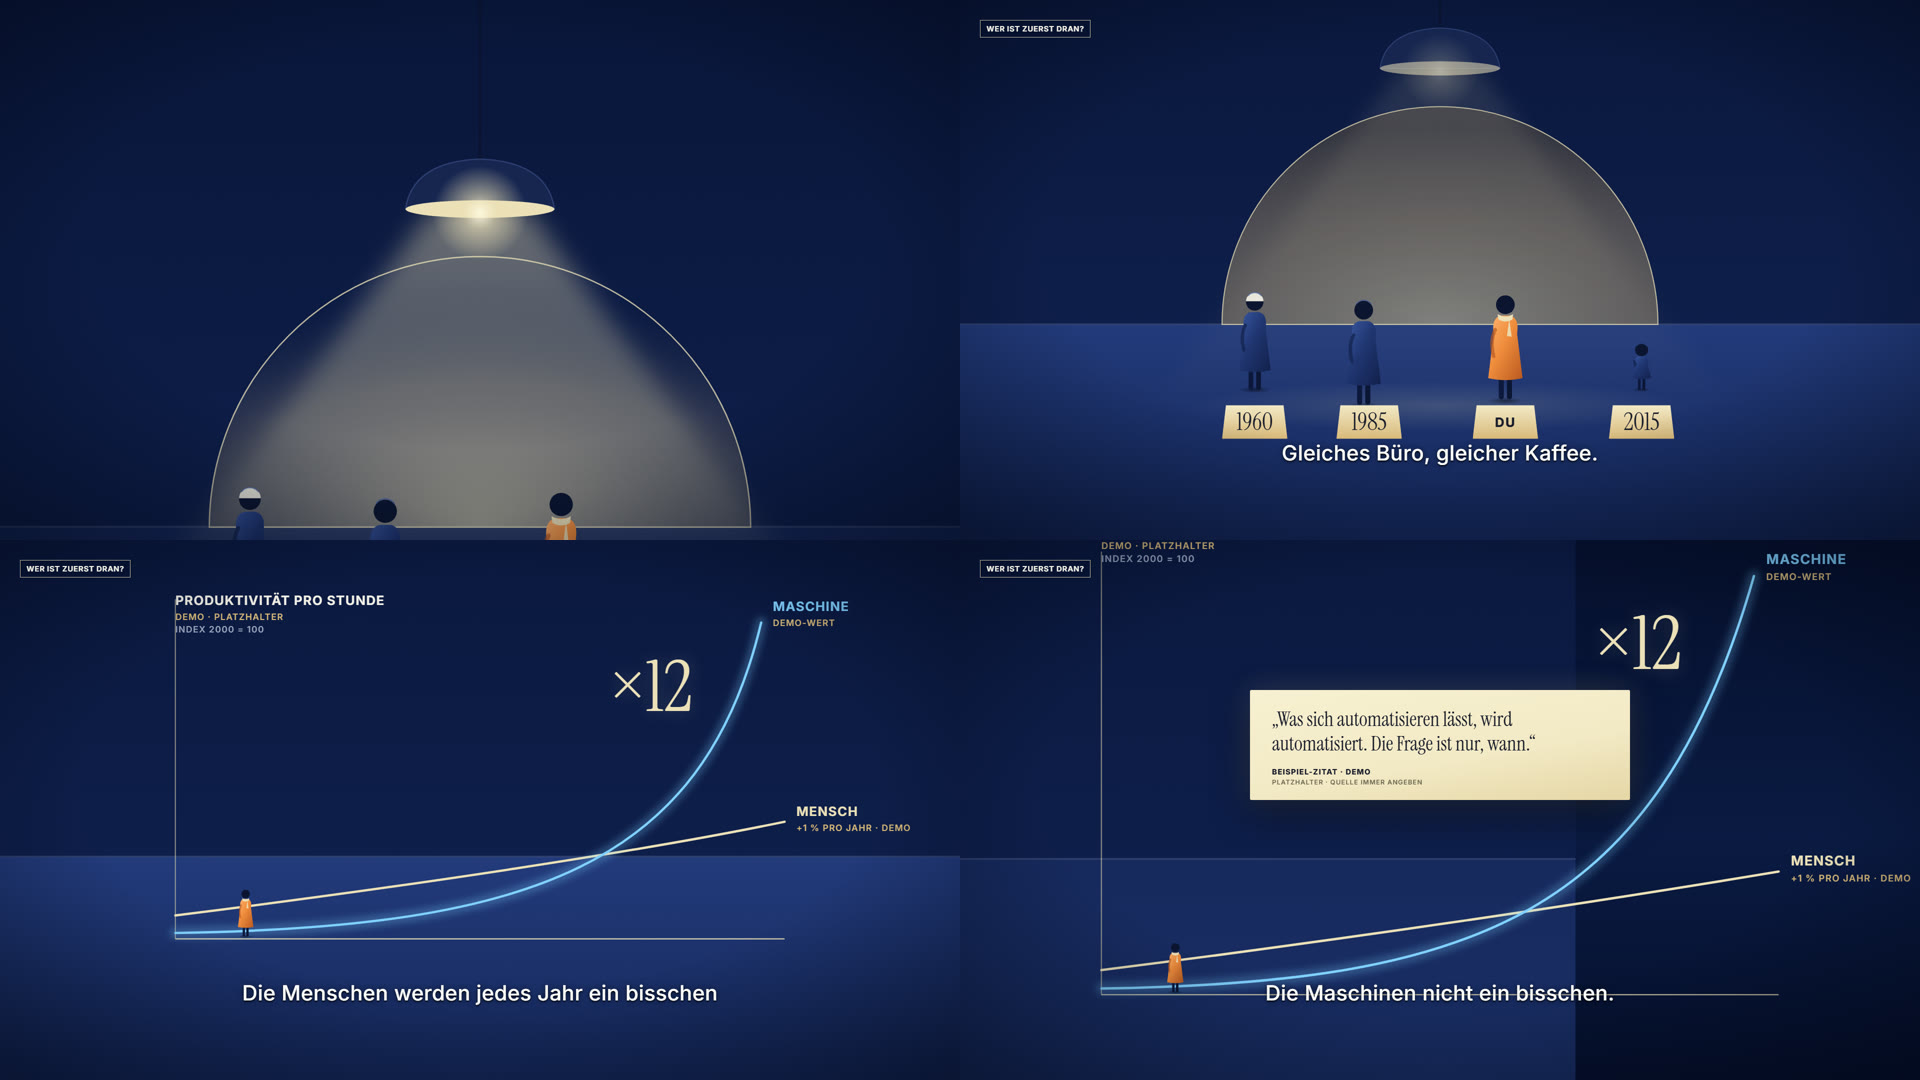 WER IST ZUERST DRAN?
1960
1985
DU
2015
Gleiches Büro, gleicher Kaffee.
WER IST ZUERST DRAN?
PRODUKTIVITÄT PRO STUNDE
DEMO · PLATZHALTER
INDEX 2000 = 100
MASCHINE
DEMO-WERT
×12
MENSCH
+1 % PRO JAHR · DEMO
Die Menschen werden jedes Jahr ein bisschen
WER IST ZUERST DRAN?
DEMO · PLATZHALTER
INDEX 2000 = 100
MASCHINE
DEMO-WERT
×12
„Was sich automatisieren lässt, wird
automatisiert. Die Frage ist nur, wann.“
BEISPIEL-ZITAT · DEMO
PLATZHALTER · QUELLE IMMER ANGEBEN
MENSCH
+1 % PRO JAHR · DEMO
Die Maschinen nicht ein bisschen.